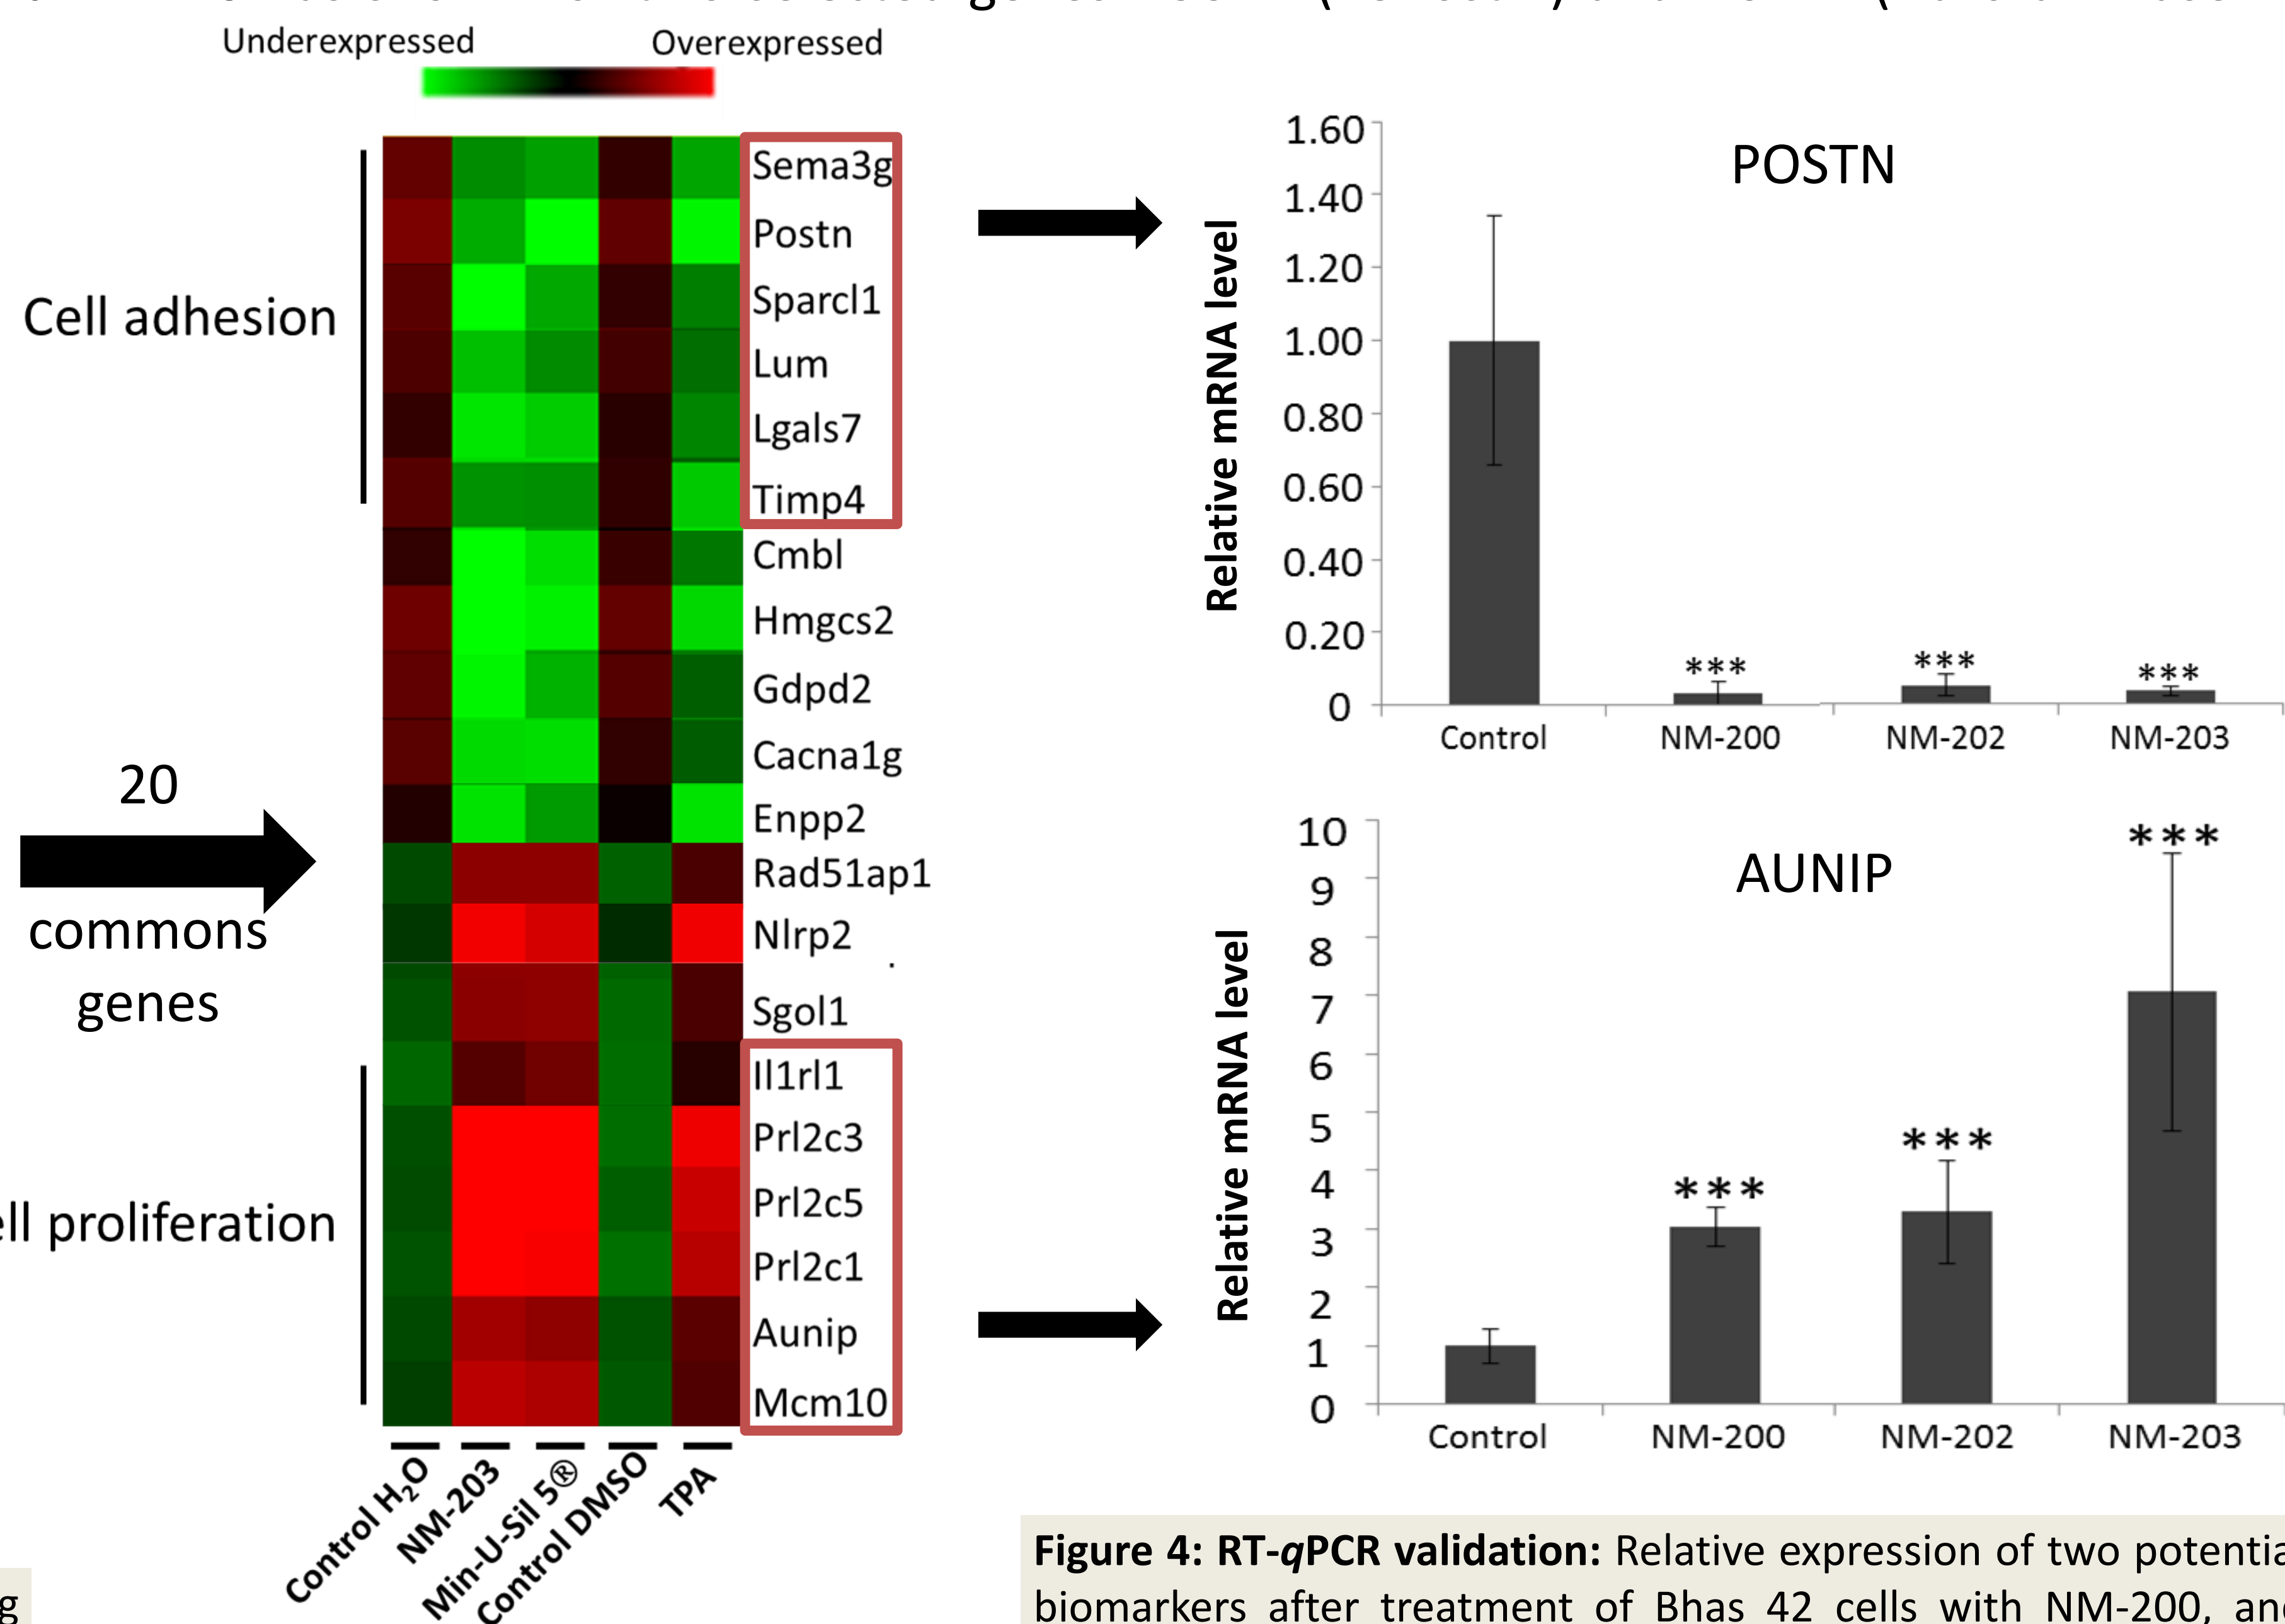 Underexpressed
Overexpressed
Cell adhesion
20
commons
genes
proliferation
Sema3g
Postn
Sparcl1
Lum
Lgals7
Timp4
Cmbl
Hmgcs2
Gdpd2
Cacna1g
Enpp2
Rad51ap1
Nlrp2
.
Sgol1
Il1rl1
Prl2c3
Prl2c5
Prl2c1
Aunip
Mcm10
Control H₂O
NM-203
Min-U-Sil 5®
Control DMSO
TPA
POSTN
Relative mRNA level
1.60
1.40
1.20
1.00
0.80
0.60
0.40
0.20
0
***
***
***
Control
NM-200
NM-202
NM-203
AUNIP
Relative mRNA level
10
9
8
7
6
5
4
3
2
1
0
***
***
***
Control
NM-200
NM-202
NM-203
Figure 4: RT-qPCR validation: Relative expression of two
biomarkers after treatment of Bhas 42 cells with NM-200,